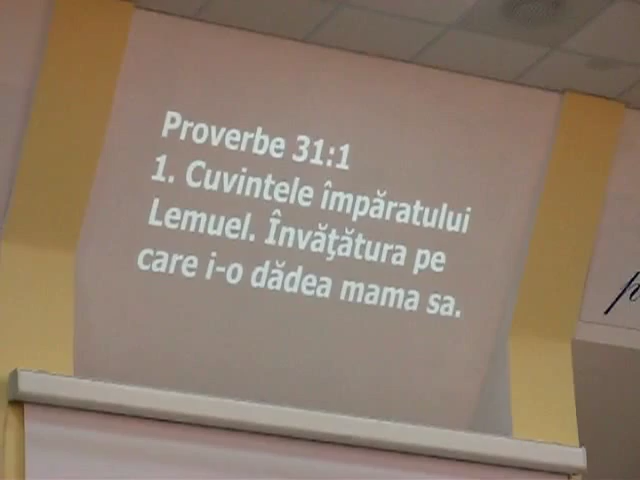 Proverbe 31:1
1. Cuvintele împăratului
Lemuel. Învăţătura pe
care i-o dădea mama sa.